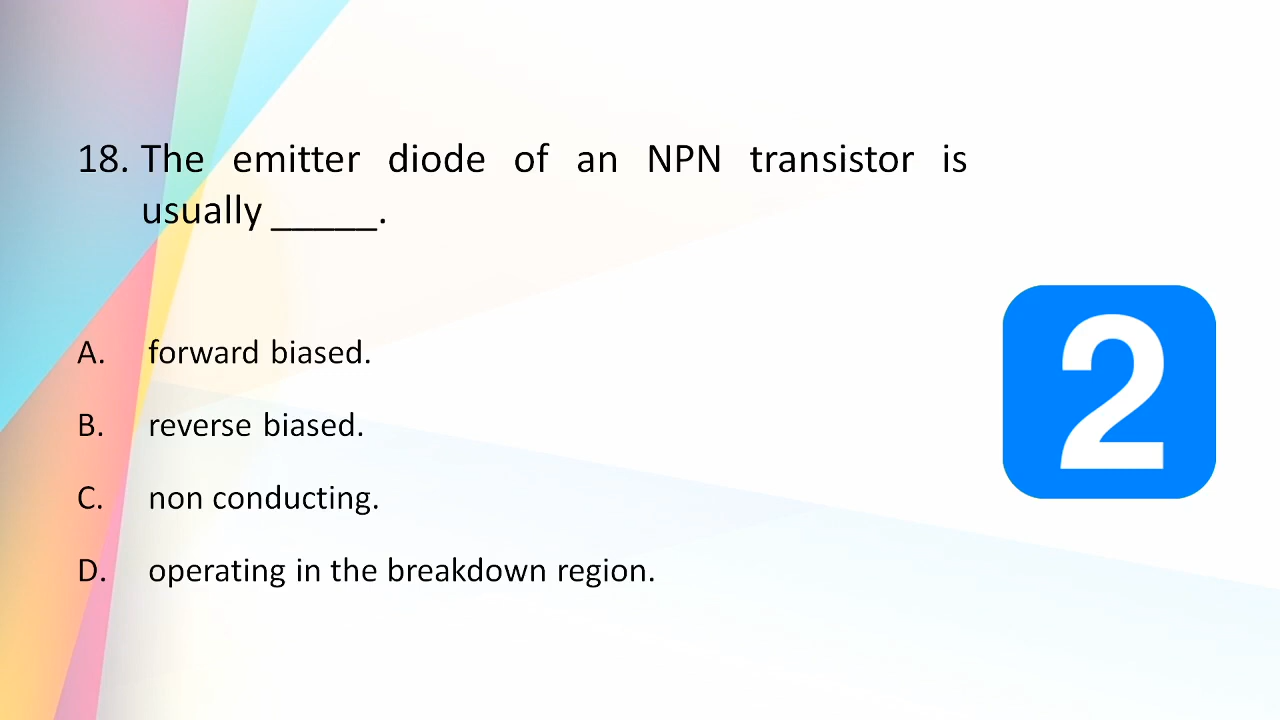 18. The emitter diode of an NPN transistor is
usually _____.
A. forward biased.
B. reverse biased.
C. non conducting.
D. operating in the breakdown region.
2